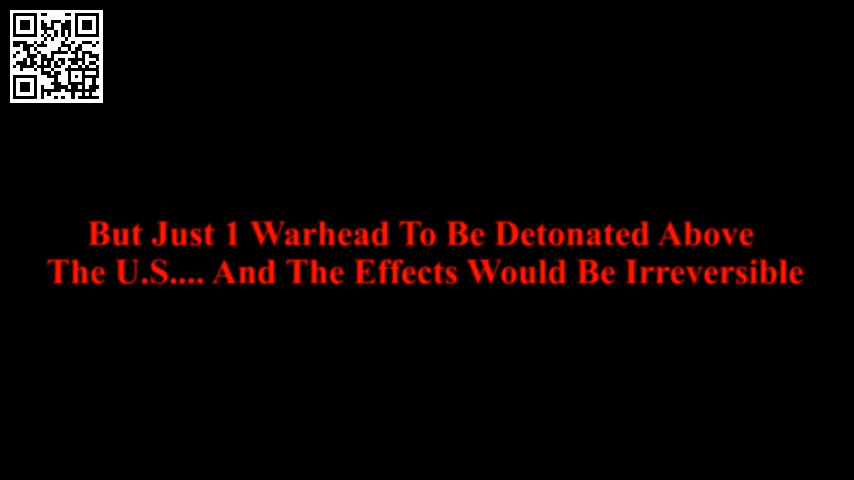 But Just 1 Warhead To Be Detonated Above
The U.S.... And The Effects Would Be Irreversible